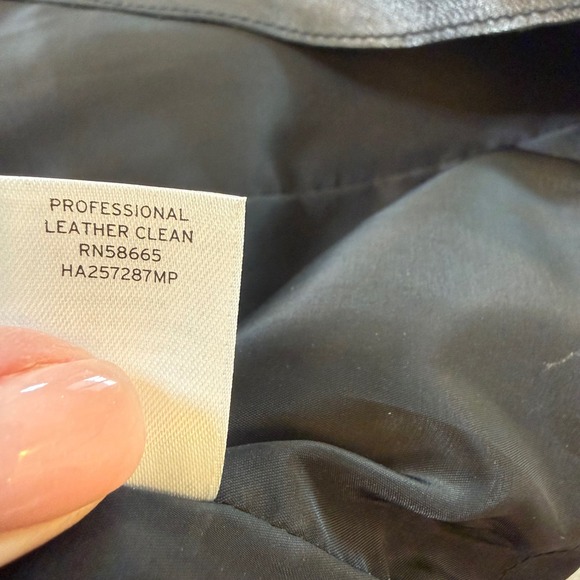 PROFESSIONAL
LEATHER CLEAN
RN58665
HA257287MP